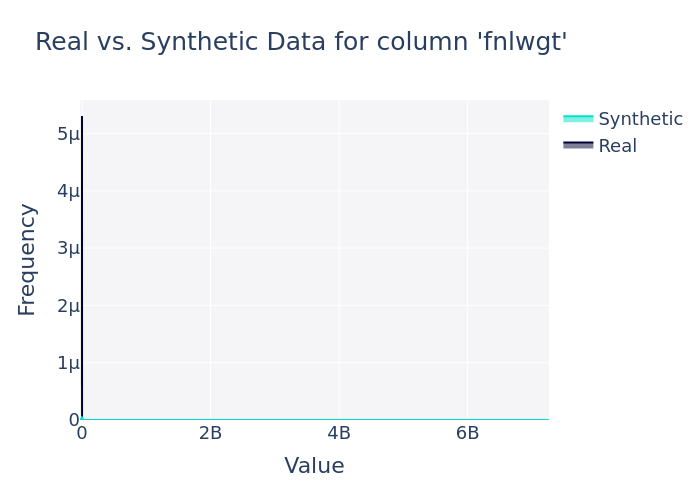 Real vs. Synthetic Data for column 'fnlwgt'
Synthetic
Real
5μ
4μ
3μ
2μ
1μ
0
Frequency
0
2B
4B
6B
Value